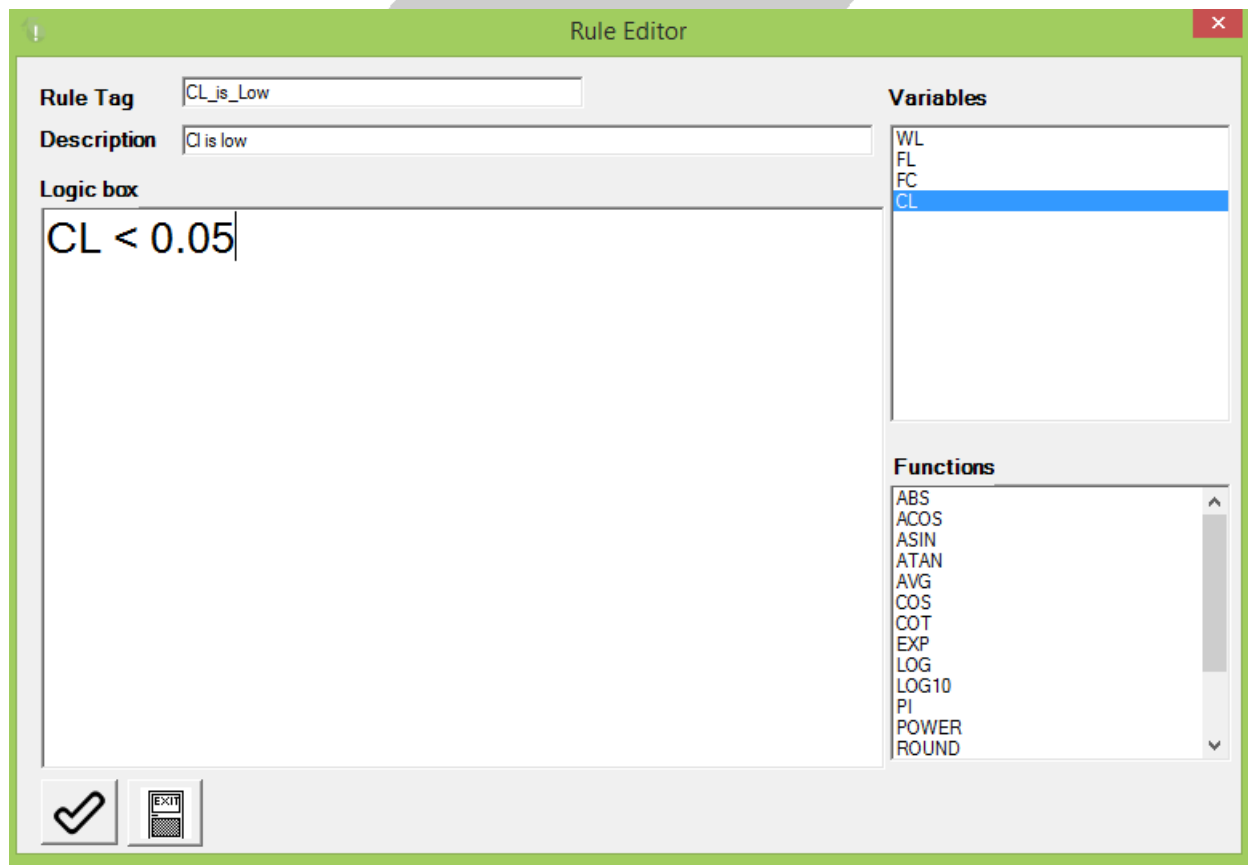 Rule Editor
Rule Tag
CL_is_Low
Description
Cl is low
Logic box
CL < 0.05
Variables
WL
FL
FC
CL
Functions
ABS
ACOS
ASIN
ATAN
AVG
COS
COT
EXP
LOG
LOG10
PI
POWER
ROUND
EXIT